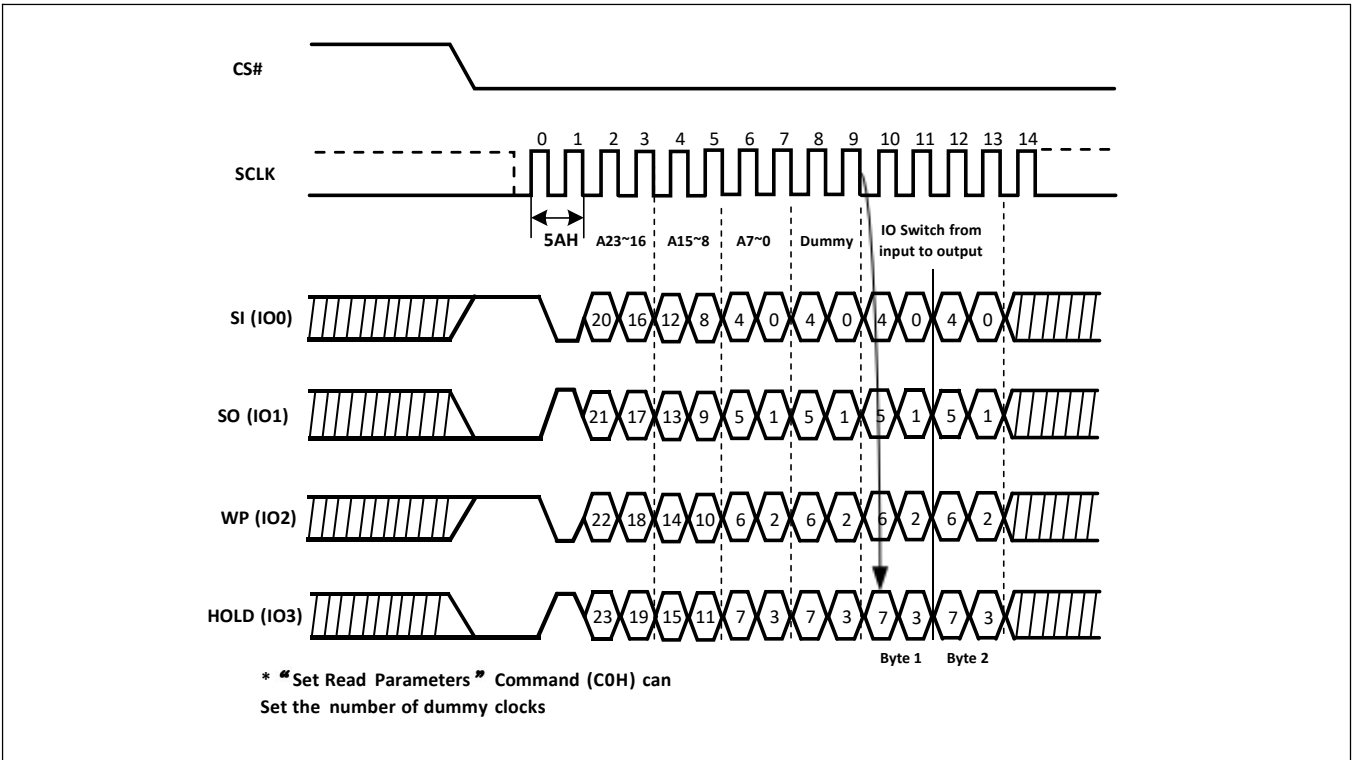 CS#
0 1 2 3 4 5 6 7 8 9 10 11 12 13 14
SCLK
5AH A23~16 A15~8 A7~0 Dummy IO Switch from
input to output
SI (IO0) 20 16 12 8 4 0 4 0 4 0 4 0
SO (IO1) 21 17 13 9 5 1 5 1 5 1 5 1
WP (IO2) 22 18 14 10 6 2 6 2 6 2 6 2
HOLD (IO3) 23 19 15 11 7 3 7 3 7 3 7 3
Byte 1 Byte 2
* “Set Read Parameters” Command (C0H) can
Set the number of dummy clocks